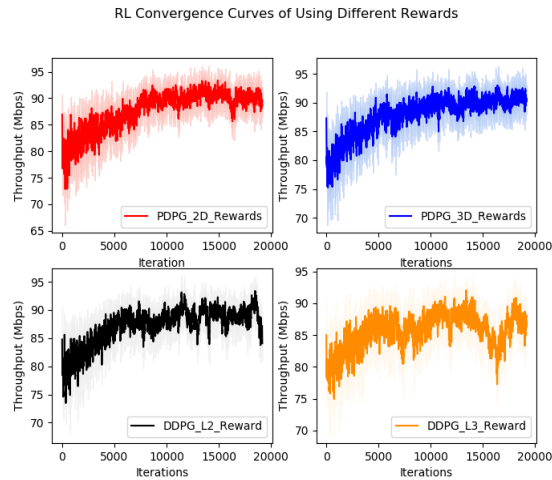 RL Convergence Curves of Using Different Rewards
Throughput (Mbps)
95
90
85
80
75
70
65
PDPG_2D_Rewards
0 5000 10000 15000 20000
Iteration
Throughput (Mbps)
95
90
85
80
75
70
PDPG_3D_Rewards
0 5000 10000 15000 20000
Iterations
Throughput (Mbps)
95
90
85
80
75
70
DDPG_L2_Reward
0 5000 10000 15000 20000
Iterations
Throughput (Mbps)
95
90
85
80
75
70
DDPG_L3_Reward
0 5000 10000 15000 20000
Iterations